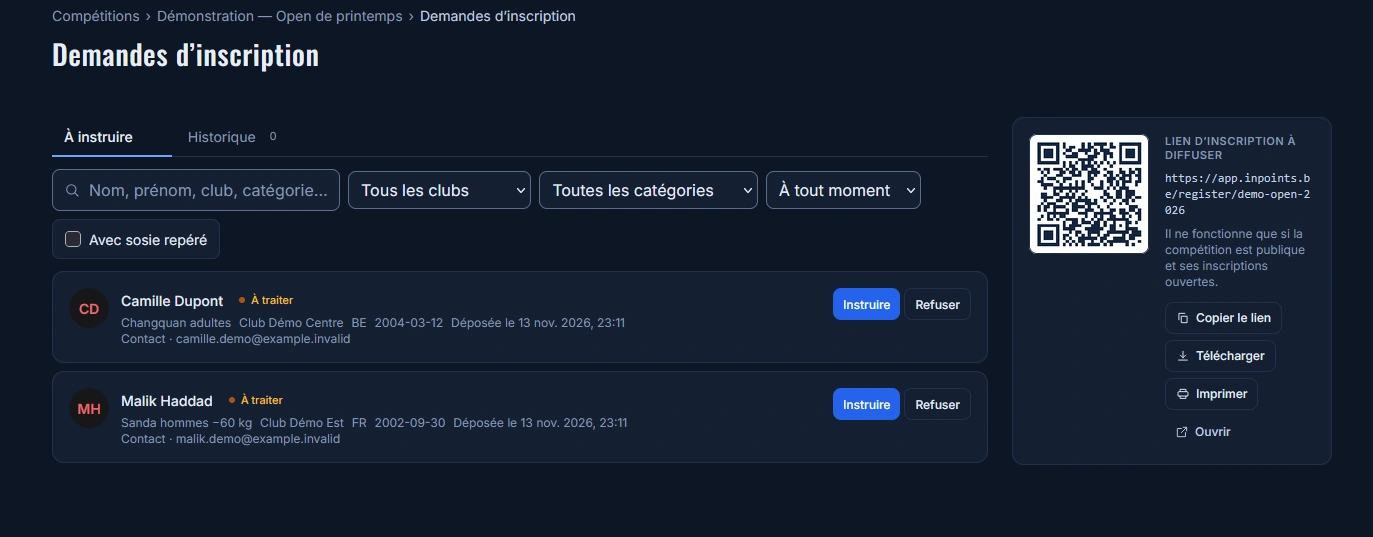 Compétitions › Démonstration — Open de printemps › Demandes d’inscription
Demandes d’inscription
À instruire Historique 0
Nom, prénom, club, catégorie... Tous les clubs Toutes les catégories À tout moment
Avec sosie repéré
CD Camille Dupont À traiter
Changquan adultes Club Démo Centre BE 2004-03-12 Déposée le 13 nov. 2026, 23:11
Contact · camille.demo@example.invalid
Instruire Refuser
MH Malik Haddad À traiter
Sanda hommes −60 kg Club Démo Est FR 2002-09-30 Déposée le 13 nov. 2026, 23:11
Contact · malik.demo@example.invalid
Instruire Refuser
LIEN D’INSCRIPTION À
DIFFUSER
https://app.inpoints.b
e/register/demo-open-2
026
Il ne fonctionne que si la
compétition est publique
et ses inscriptions
ouvertes.
Copier le lien
Télécharger
Imprimer
Ouvrir